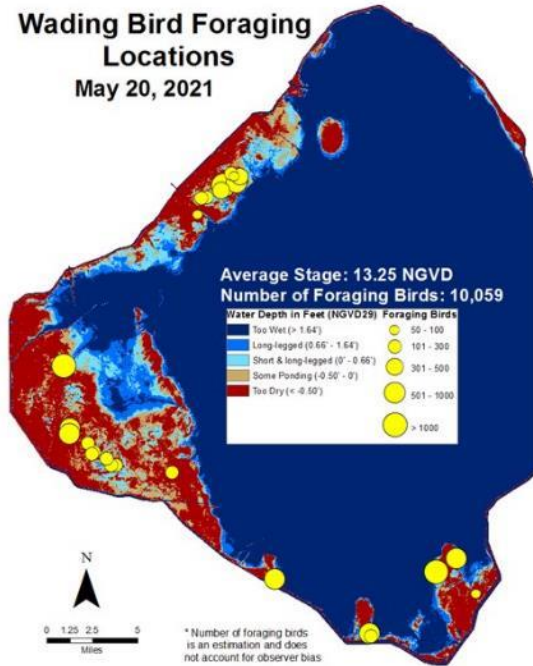 Wading Bird Foraging
Locations
May 20, 2021
Average Stage: 13.25 NGVD
Number of Foraging Birds: 10,059
Water Depth in Feet (NGVD29)
Too Wet (> 1.64')
Long-legged (0.66' - 1.64')
Short & long-legged (0' - 0.66')
Some Ponding (-0.50' - 0')
Too Dry (< -0.50')
Foraging Birds
50 - 100
101 - 300
301 - 500
501 - 1000
> 1000
N
0 1.25 2.5 5
Miles
* Number of foraging birds
is an estimation and does
not account for observer bias